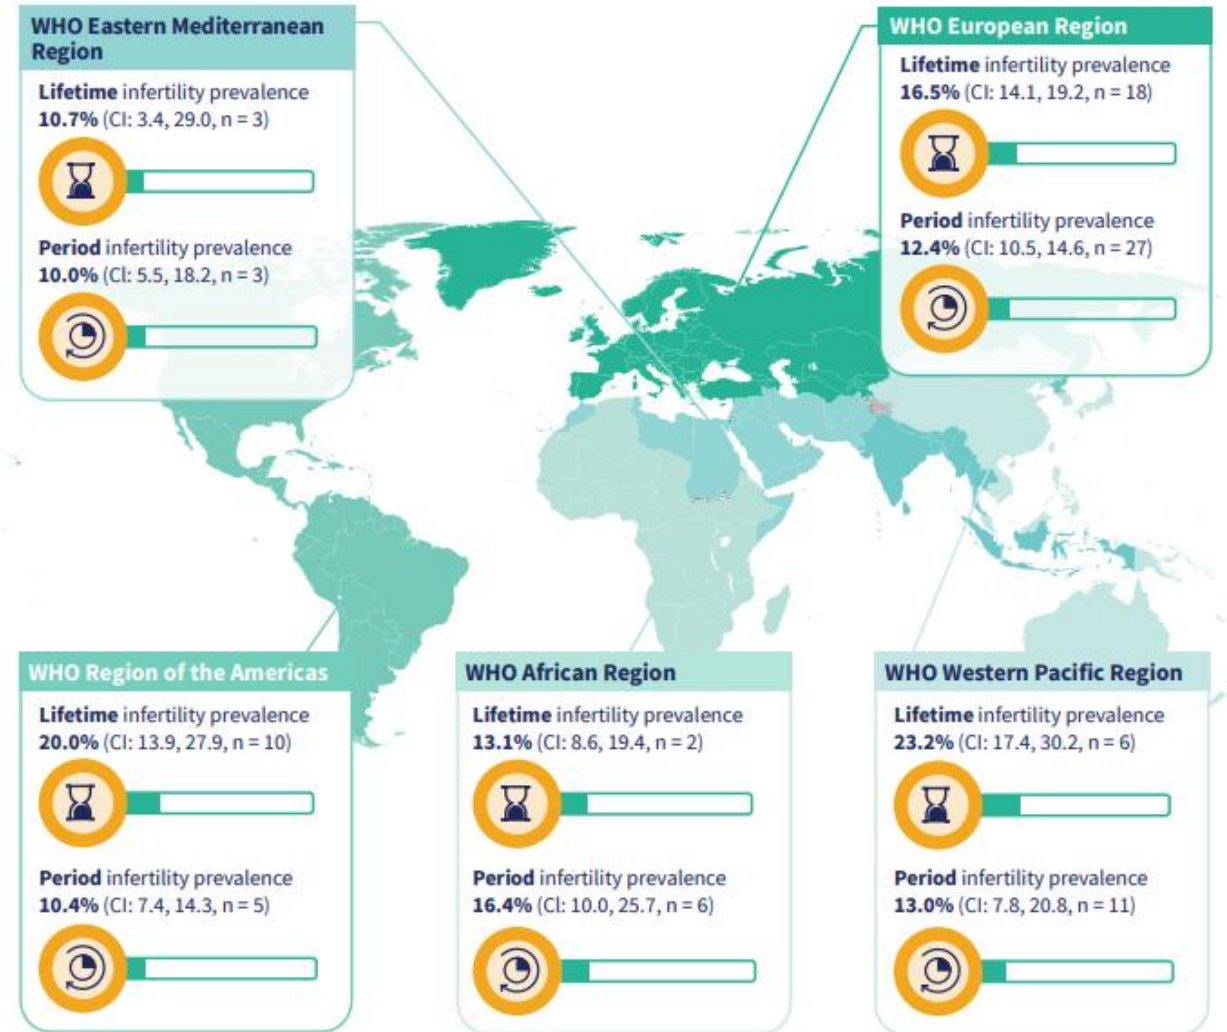 WHO Eastern Mediterranean
Region
Lifetime infertility prevalence
10.7% (CI: 3.4, 29.0, n = 3)
Period infertility prevalence
10.0% (CI: 5.5, 18.2, n = 3)
WHO European Region
Lifetime infertility prevalence
16.5% (CI: 14.1, 19.2, n = 18)
Period infertility prevalence
12.4% (CI: 10.5, 14.6, n = 27)
WHO Region of the Americas
Lifetime infertility prevalence
20.0% (CI: 13.9, 27.9, n = 10)
Period infertility prevalence
10.4% (CI: 7.4, 14.3, n = 5)
WHO African Region
Lifetime infertility prevalence
13.1% (CI: 8.6, 19.4, n = 2)
Period infertility prevalence
16.4% (CI: 10.0, 25.7, n = 6)
WHO Western Pacific Region
Lifetime infertility prevalence
23.2% (CI: 17.4, 30.2, n = 6)
Period infertility prevalence
13.0% (CI: 7.8, 20.8, n = 11)